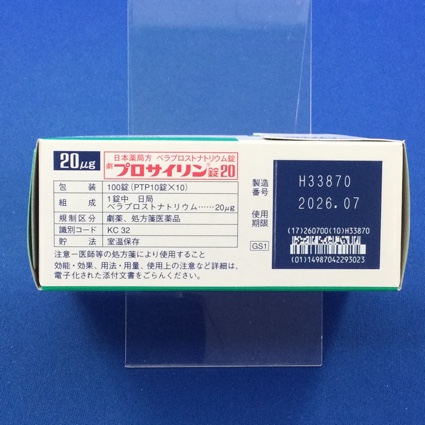 20μg
日本薬局方 ベラプロストナトリウム錠
劇 プロサイリン錠20
包装 100錠(PTP10錠×10)
組成 1錠中 日局
ベラプロストナトリウム……20μg
規制区分 劇薬、処方箋医薬品
識別コード KC 32
貯法 室温保存
注意−医師等の処方箋により使用すること
効能・効果、用法・用量、使用上の注意など詳細は、
電子化された添付文書をご覧ください。
製造番号 H33870
使用期限 2026.07
GS1
(17)260700(10)H33870
(01)14987042293023